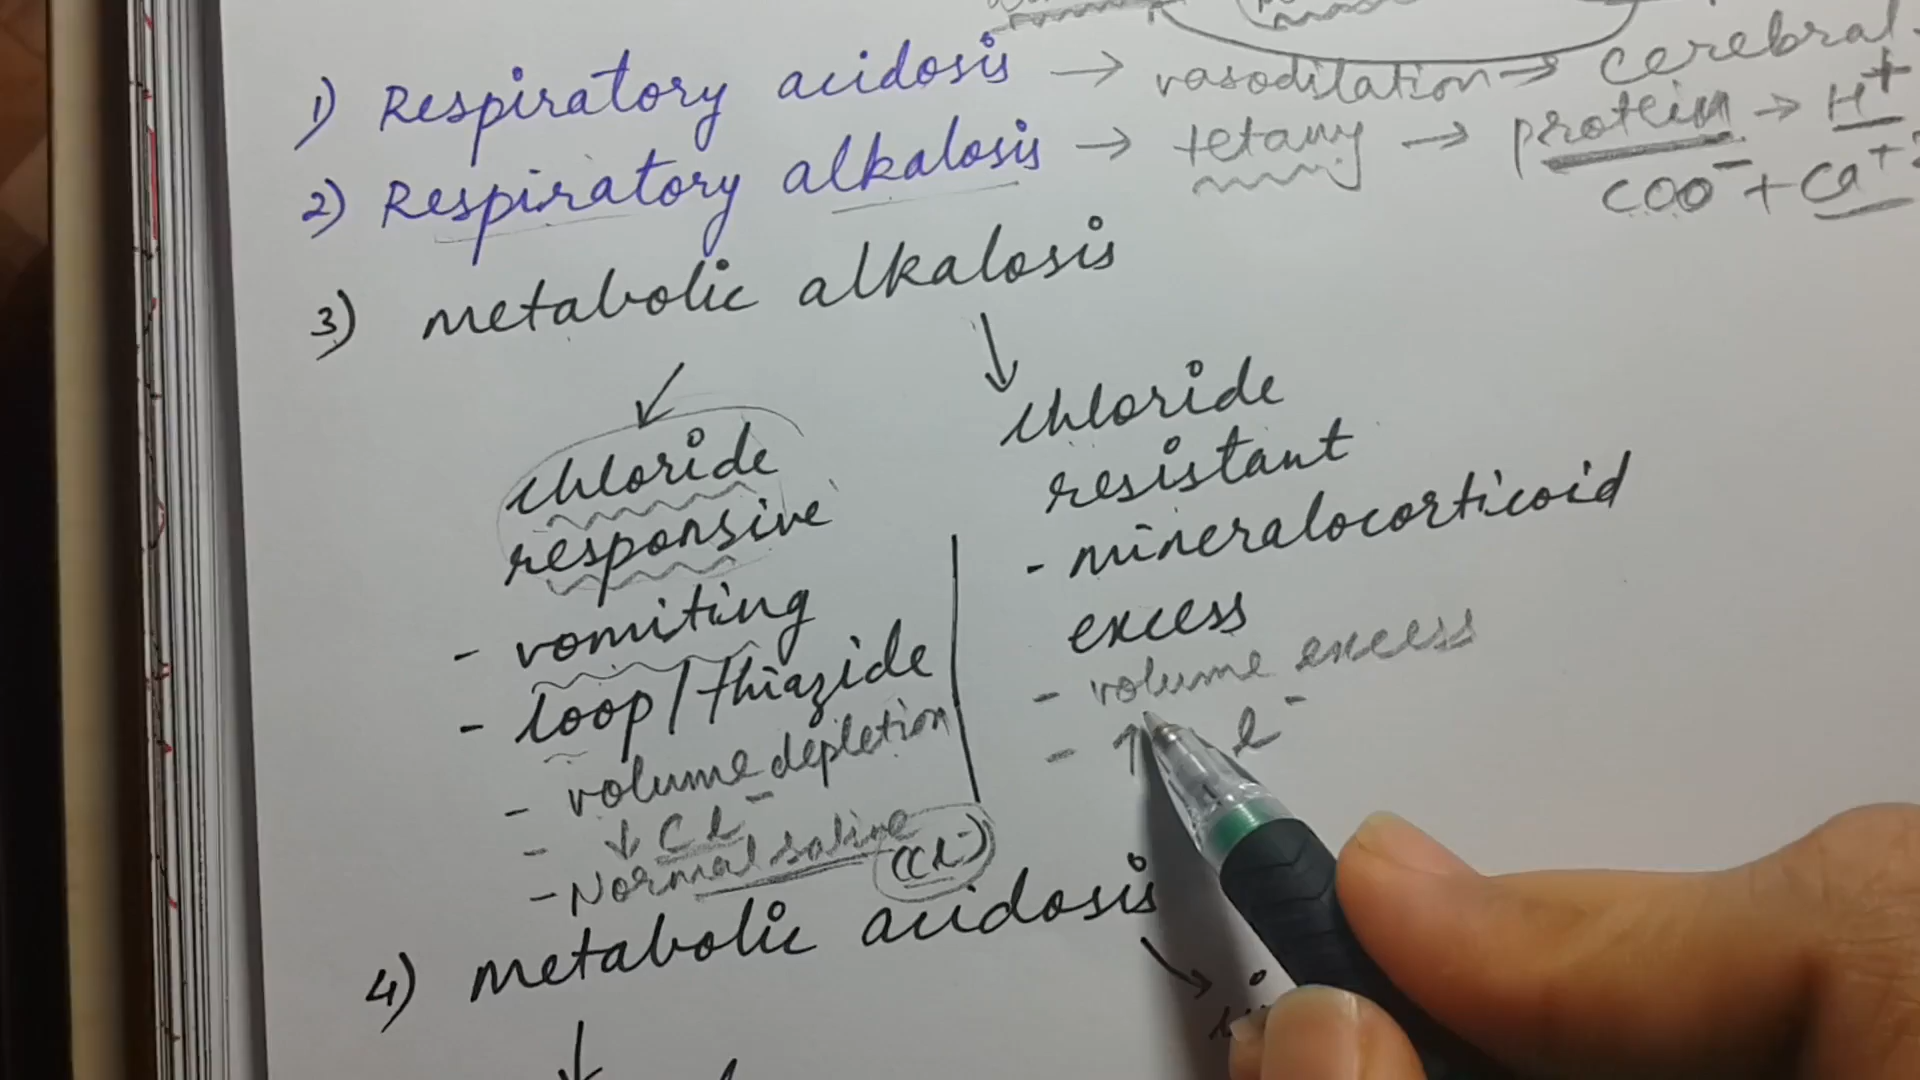 1) Respiratory acidosis → vasodilation → cerebral
2) Respiratory alkalosis → tetany → protein → H+
COO- + Ca+2
3) metabolic alkalosis
chloride
responsive
- vomiting
- loop/thiazide
- volume depletion
- ↓ Cl-
- Normal saline
(Cl-)
chloride
resistant
- mineralocorticoid
excess
- volume excess
- ↑ l-
4) metabolic acidosis